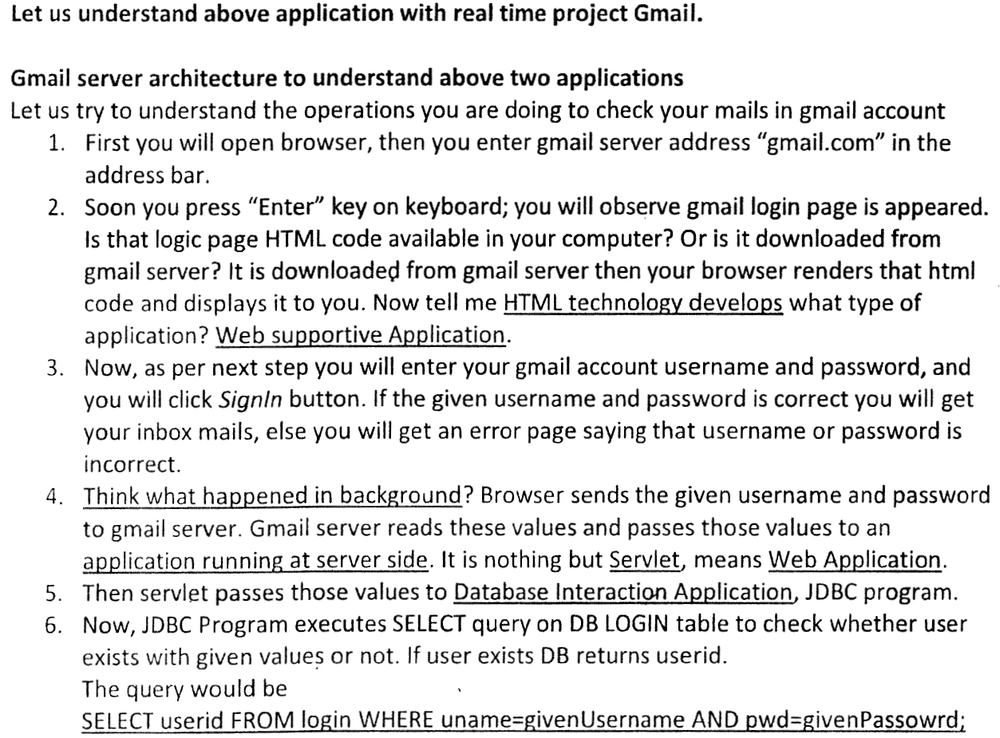 Let us understand above application with real time project Gmail.
Gmail server architecture to understand above two applications
Let us try to understand the operations you are doing to check your mails in gmail account
1. First you will open browser, then you enter gmail server address “gmail.com” in the
address bar.
2. Soon you press “Enter” key on keyboard; you will observe gmail login page is appeared.
Is that logic page HTML code available in your computer? Or is it downloaded from
gmail server? It is downloaded from gmail server then your browser renders that html
code and displays it to you. Now tell me HTML technology develops what type of
application? Web supportive Application.
3. Now, as per next step you will enter your gmail account username and password, and
you will click SignIn button. If the given username and password is correct you will get
your inbox mails, else you will get an error page saying that username or password is
incorrect.
4. Think what happened in background? Browser sends the given username and password
to gmail server. Gmail server reads these values and passes those values to an
application running at server side. It is nothing but Servlet, means Web Application.
5. Then servlet passes those values to Database Interaction Application, JDBC program.
6. Now, JDBC Program executes SELECT query on DB LOGIN table to check whether user
exists with given values or not. If user exists DB returns userid.
The query would be
SELECT userid FROM login WHERE uname=givenUsername AND pwd=givenPassowrd;